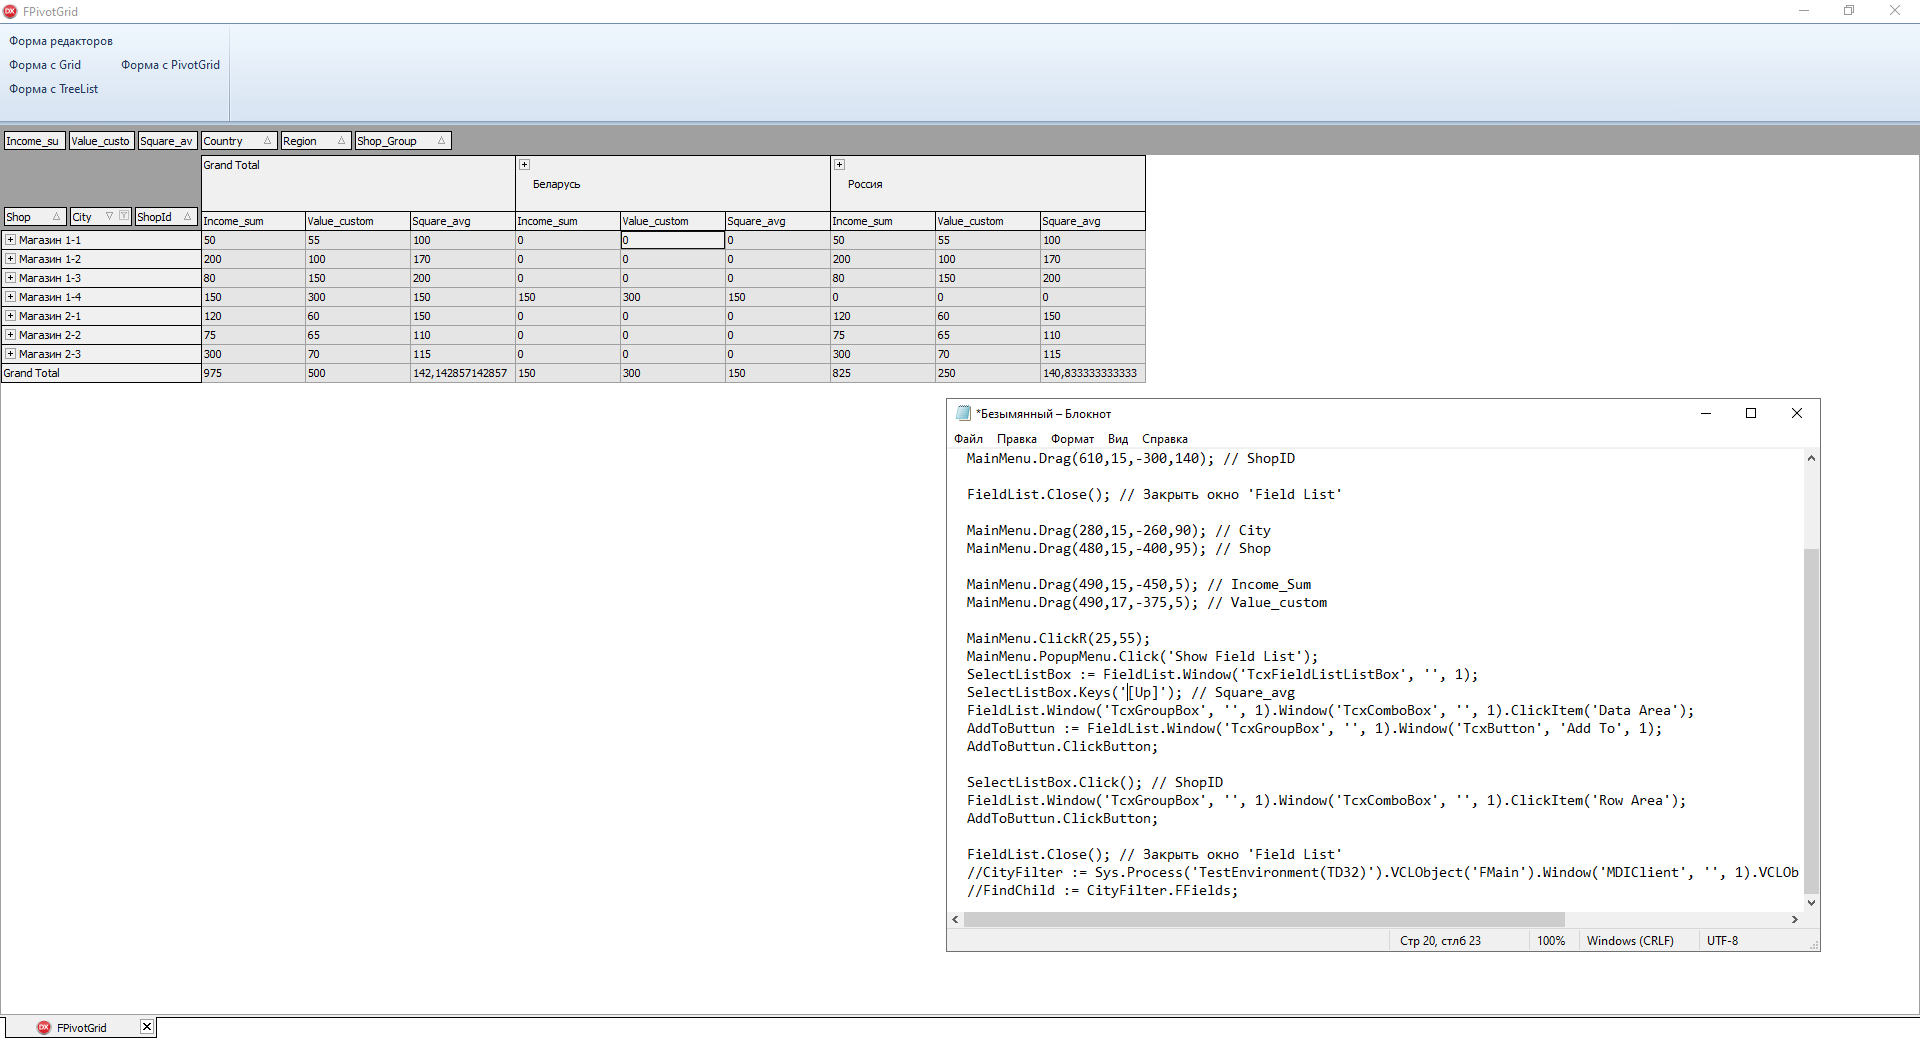 FPivotGrid
Форма редакторов
Форма с Grid Форма с PivotGrid
Форма с TreeList
Income_su Value_custo Square_av Country Region Shop_Group
Grand Total
Беларусь Россия
Shop City ShopId Income_sum Value_custom Square_avg Income_sum Value_custom Square_avg Income_sum Value_custom Square_avg
Магазин 1-1 50 55 100 0 0 0 50 55 100
Магазин 1-2 200 100 170 0 0 0 200 100 170
Магазин 1-3 80 150 200 0 0 0 80 150 200
Магазин 1-4 150 300 150 150 300 150 0 0 0
Магазин 2-1 120 60 150 0 0 0 120 60 150
Магазин 2-2 75 65 110 0 0 0 75 65 110
Магазин 2-3 300 70 115 0 0 0 300 70 115
Grand Total 975 500 142,142857142857 150 300 150 825 250 140,833333333333
*Безымянный – Блокнот
Файл Правка Формат Вид Справка
MainMenu.Drag(610,15,-300,140); // ShopID
FieldList.Close(); // Закрыть окно 'Field List'
MainMenu.Drag(280,15,-260,90); // City
MainMenu.Drag(480,15,-400,95); // Shop
MainMenu.Drag(490,15,-450,5); // Income_Sum
MainMenu.Drag(490,17,-375,5); // Value_custom
MainMenu.ClickR(25,55);
MainMenu.PopupMenu.Click('Show Field List');
SelectListBox := FieldList.Window('TcxFieldListListBox', '', 1);
SelectListBox.Keys('[Up]'); // Square_avg
FieldList.Window('TcxGroupBox', '', 1).Window('TcxComboBox', '', 1).ClickItem('Data Area');
AddToButtun := FieldList.Window('TcxGroupBox', '', 1).Window('TcxButton', 'Add To', 1);
AddToButtun.ClickButton;
SelectListBox.Click(); // ShopID
FieldList.Window('TcxGroupBox', '', 1).Window('TcxComboBox', '', 1).ClickItem('Row Area');
AddToButtun.ClickButton;
FieldList.Close(); // Закрыть окно 'Field List'
//CityFilter := Sys.Process('TestEnvironment(TD32)').VCLObject('FMain').Window('MDIClient', '', 1).VCLOb
//FindChild := CityFilter.FFields;
Стр 20, стлб 23 100% Windows (CRLF) UTF-8
FPivotGrid